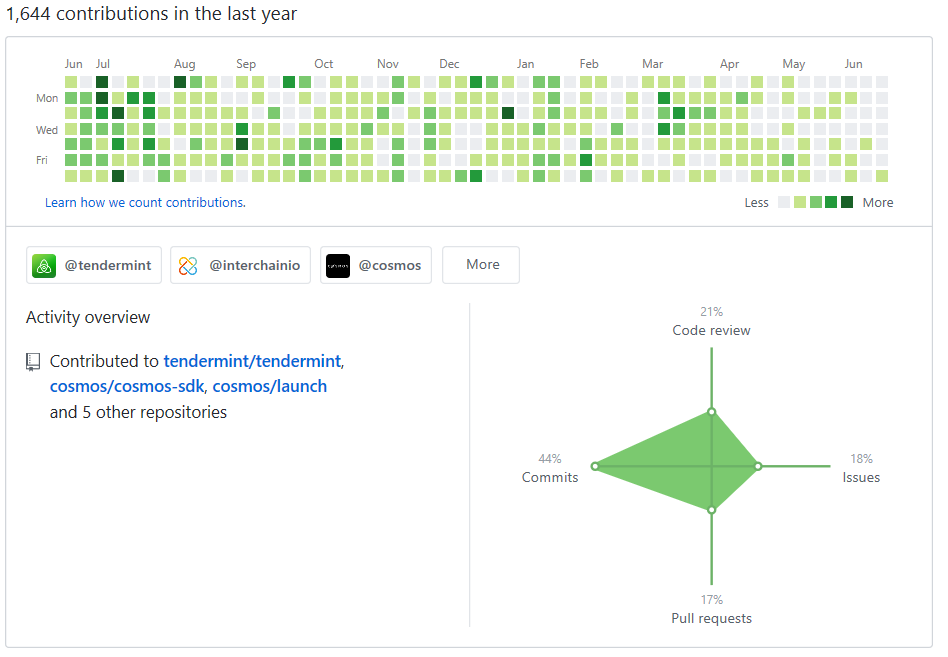 1,644 contributions in the last year
Jun Jul Aug Sep Oct Nov Dec Jan Feb Mar Apr May Jun
Mon
Wed
Fri
Learn how we count contributions.
Less More
@tendermint @interchainio @cosmos More
Activity overview
Contributed to tendermint/tendermint,
cosmos/cosmos-sdk, cosmos/launch
and 5 other repositories
21%
Code review
44%
Commits
18%
Issues
17%
Pull requests